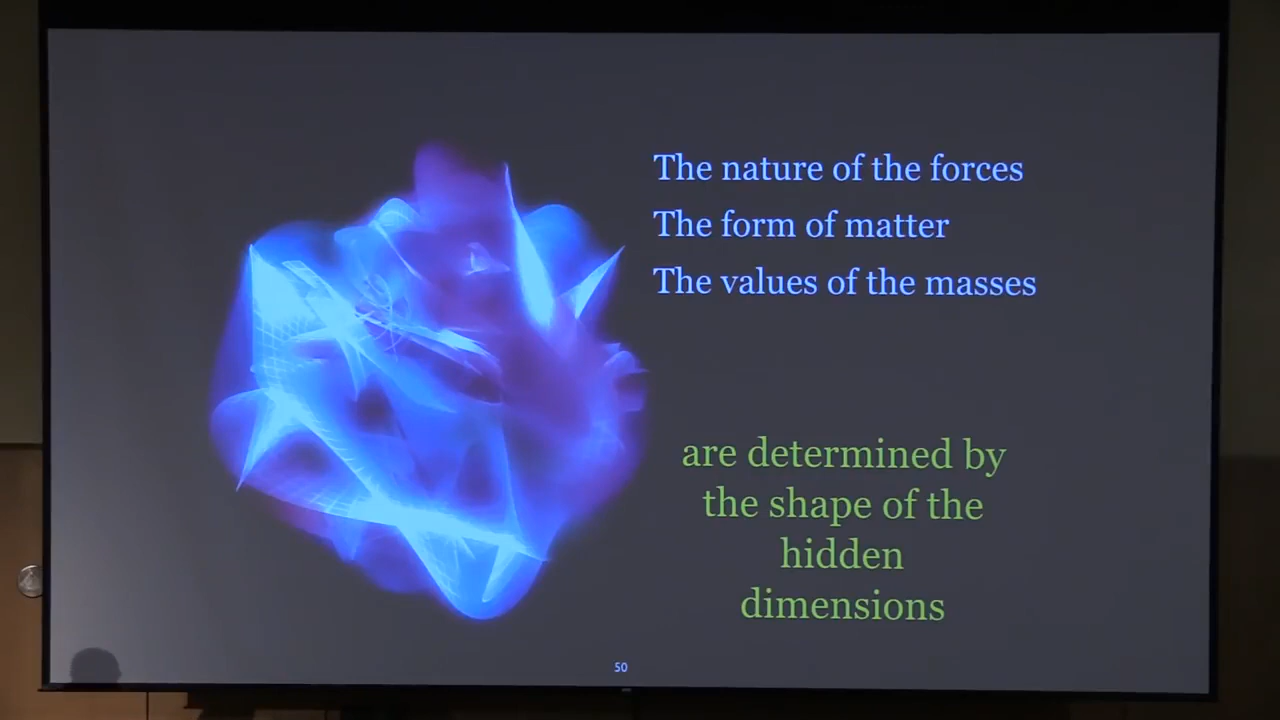 The nature of the forces
The form of matter
The values of the masses
are determined by
the shape of the
hidden
dimensions
50